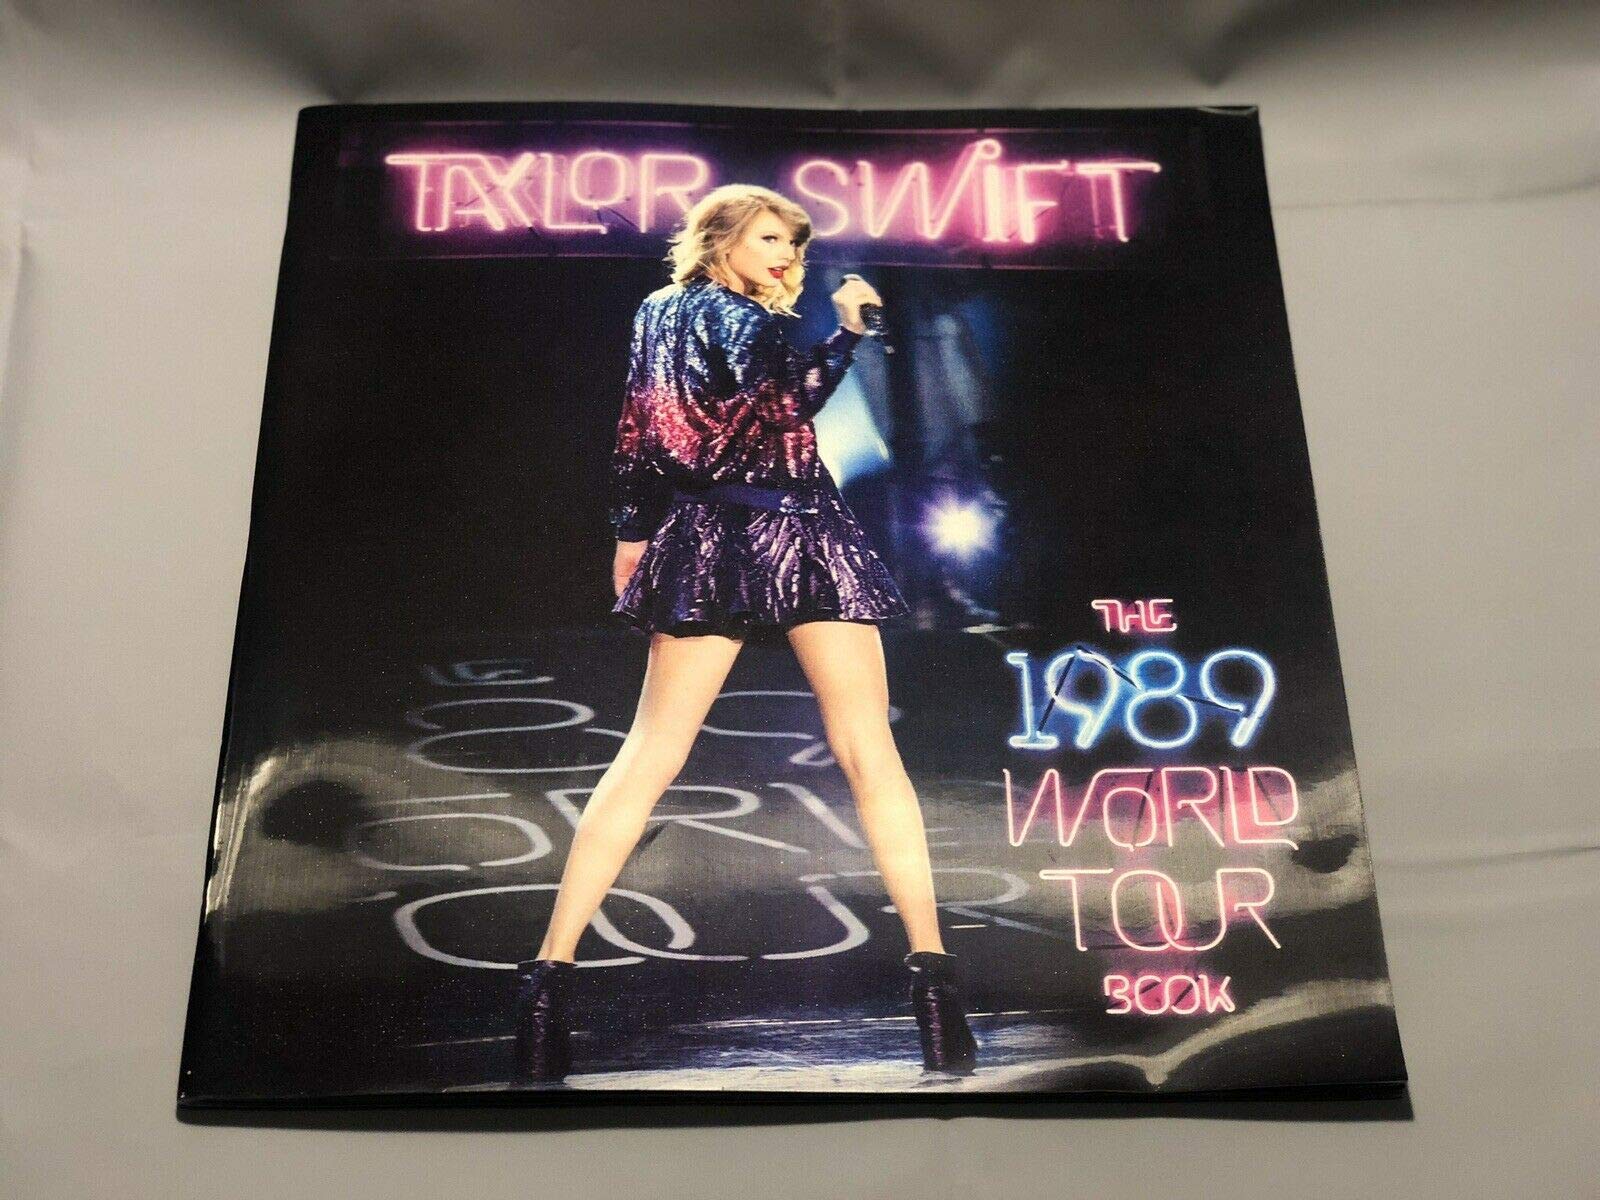 TAYLOR SWIFT
THE
1989
WORLD
TOUR
BOOK